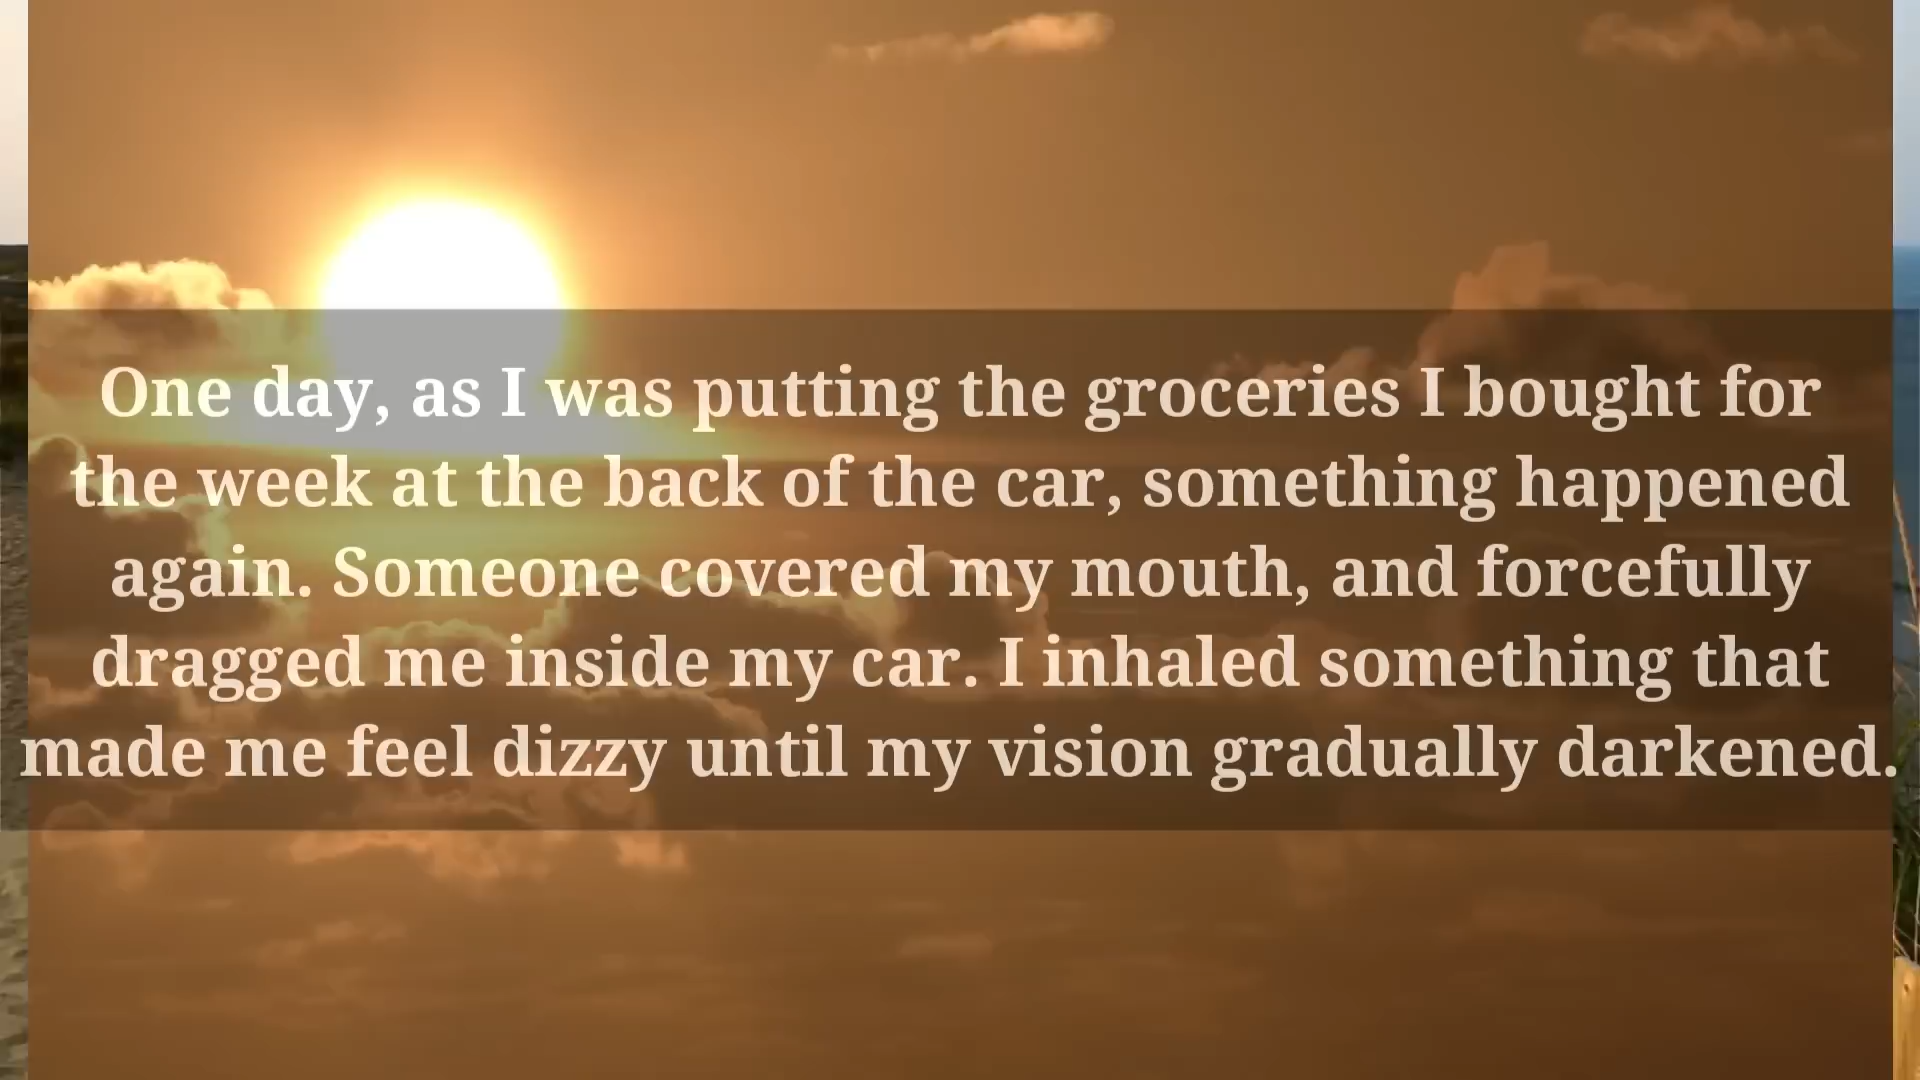 One day, as I was putting the groceries I bought for
the week at the back of the car, something happened
again. Someone covered my mouth, and forcefully
dragged me inside my car. I inhaled something that
made me feel dizzy until my vision gradually darkened.